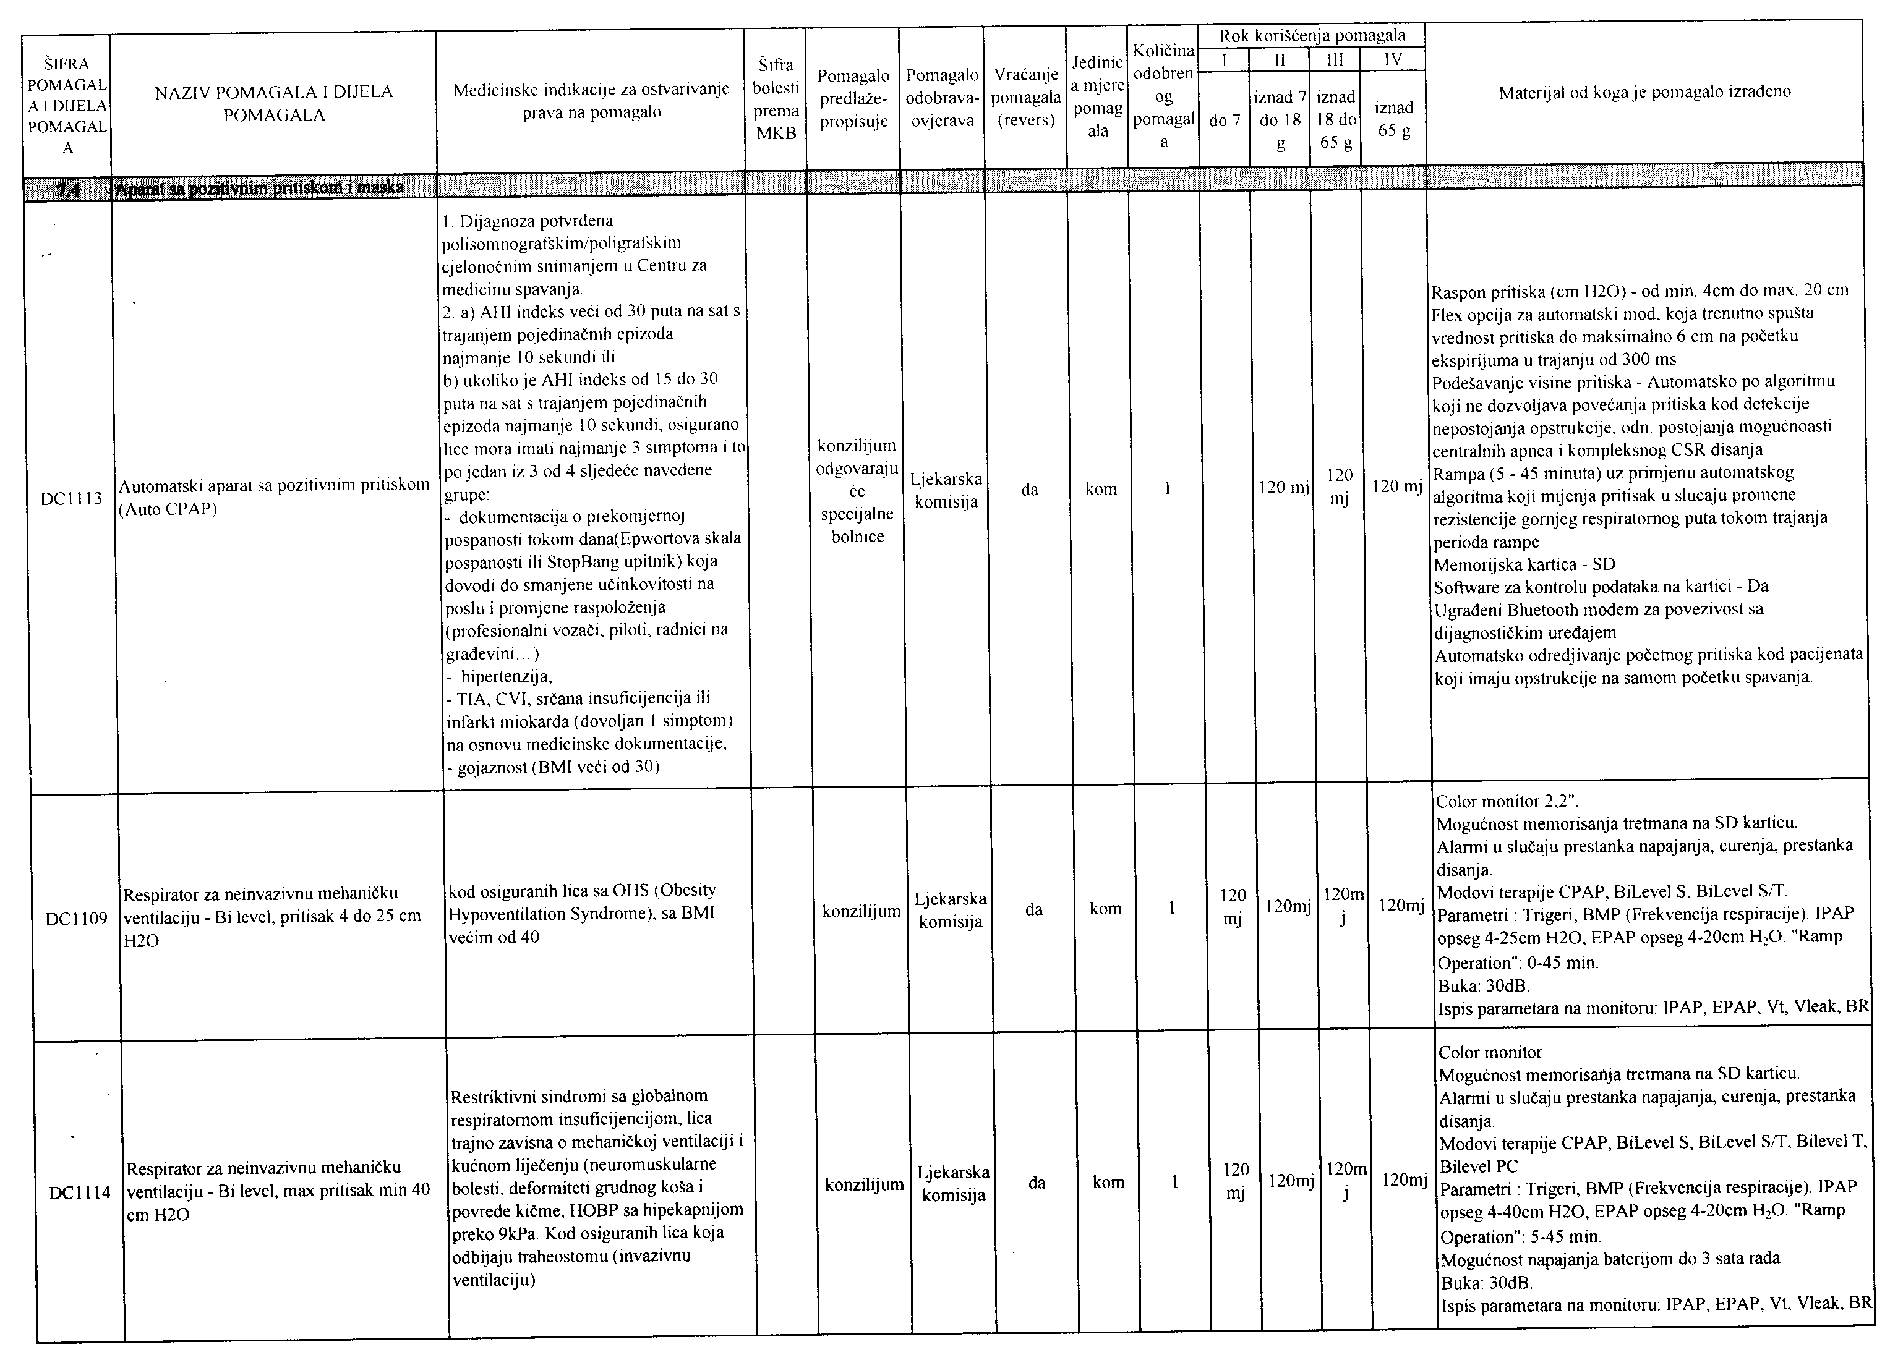 ŠIFRA
POMAGAL
A I DIJELA
POMAGAL
A
NAZIV POMAGALA I DIJELA
POMAGALA
Medicinske indikacije za ostvarivanje
prava na pomagalo
Šifra
bolesti
prema
MKB
Pomagalo
predlaže-
propisuje
Pomagalo
odobrava-
ovjerava
Vraćanje
pomagala
(revers)
Jedinic
a mjere
pomag
ala
Količina
odobren
og
pomagal
a
Rok korišćenja pomagala
I
II
III
IV
do 7
iznad 7
do 18
g
iznad
18 do
65 g
iznad
65 g
Materijal od koga je pomagalo izrađeno
7.4
Aparat sa pozitivnim pritiskom i maska
DC1113
Automatski aparat sa pozitivnim pritiskom
(Auto CPAP)
1. Dijagnoza potvrđena
polisomnografskim/poligrafskim
cjelonoćnim snimanjem u Centru za
medicinu spavanja.
2. a) AHI indeks veći od 30 puta na sat s
trajanjem pojedinačnih epizoda
najmanje 10 sekundi ili
b) ukoliko je AHI indeks od 15 do 30
puta na sat s trajanjem pojedinačnih
epizoda najmanje 10 sekundi, osigurano
lice mora imati najmanje 3 simptoma i to
po jedan iz 3 od 4 sljedeće navedene
grupe:
- dokumentacija o prekomjernoj
pospanosti tokom dana(Epwortova skala
pospanosti ili StopBang upitnik) koja
dovodi do smanjene učinkovitosti na
poslu i promjene raspoloženja
(profesionalni vozači, piloti, radnici na
građevini...)
- hipertenzija,
- TIA, CVI, srčana insuficijencija ili
infarkt miokarda (dovoljan 1 simptom)
na osnovu medicinske dokumentacije,
- gojaznost (BMI veći od 30)
konzilijum
odgovaraju
će
specijalne
bolnice
Ljekarska
komisija
da
kom
1
120 mj
120
mj
120 mj
Raspon pritiska (cm H2O) - od min. 4cm do max. 20 cm
Flex opcija za automatski mod, koja trenutno spušta
vrednost pritiska do maksimalno 6 cm na početku
ekspirijuma u trajanju od 300 ms
Podešavanje visine pritiska - Automatsko po algoritmu
koji ne dozvoljava povećanja pritiska kod detekcije
nepostojanja opstrukcije, odn. postojanja mogućnoasti
centralnih apnea i kompleksnog CSR disanja
Rampa (5 - 45 minuta) uz primjenu automatskog
algoritma koji mijenja pritisak u slucaju promene
rezistencije gornjeg respiratornog puta tokom trajanja
perioda rampe
Memorijska kartica - SD
Software za kontrolu podataka na kartici - Da
Ugrađeni Bluetooth modem za povezivost sa
dijagnostičkim uređajem
Automatsko odredjivanje početnog pritiska kod pacijenata
koji imaju opstrukcije na samom početku spavanja.
DC1109
Respirator za neinvazivnu mehaničku
ventilaciju - Bi level, pritisak 4 do 25 cm
H2O
kod osiguranih lica sa OHS (Obesity
Hypoventilation Syndrome), sa BMI
većim od 40
konzilijum
Ljekarska
komisija
da
kom
1
120
mj
120mj
120m
j
120mj
Color monitor 2,2".
Mogućnost memorisanja tretmana na SD karticu.
Alarmi u slučaju prestanka napajanja, curenja, prestanka
disanja.
Modovi terapije CPAP, BiLevel S, BiLevel S/T.
Parametri : Trigeri, BMP (Frekvencija respiracije). IPAP
opseg 4-25cm H2O, EPAP opseg 4-20cm H₂O. "Ramp
Operation": 0-45 min.
Buka: 30dB.
Ispis parametara na monitoru: IPAP, EPAP, Vt, Vleak, BR
DC1114
Respirator za neinvazivnu mehaničku
ventilaciju - Bi level, max pritisak min 40
cm H2O
Restriktivni sindromi sa globalnom
respiratornom insuficijencijom, lica
trajno zavisna o mehaničkoj ventilaciji i
kućnom liječenju (neuromuskularne
bolesti, deformiteti grudnog koša i
povrede kičme, HOBP sa hipekapnijom
preko 9kPa. Kod osiguranih lica koja
odbijaju traheostomu (invazivnu
ventilaciju)
konzilijum
Ljekarska
komisija
da
kom
1
120
mj
120mj
120m
j
120mj
Color monitor
Mogućnost memorisanja tretmana na SD karticu.
Alarmi u slučaju prestanka napajanja, curenja, prestanka
disanja.
Modovi terapije CPAP, BiLevel S, BiLevel S/T, Bilevel T,
Bilevel PC
Parametri : Trigeri, BMP (Frekvencija respiracije). IPAP
opseg 4-40cm H2O, EPAP opseg 4-20cm H₂O. "Ramp
Operation": 5-45 min.
Mogućnost napajanja baterijom do 3 sata rada
Buka: 30dB.
Ispis parametara na monitoru: IPAP, EPAP, Vt, Vleak, BR